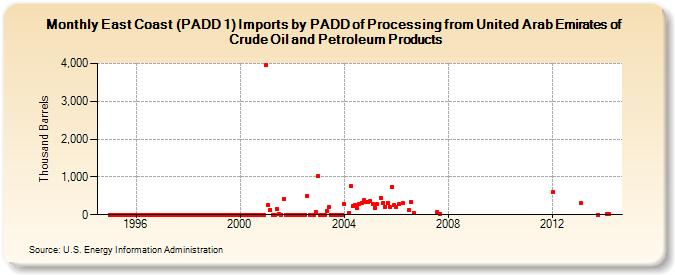 Monthly East Coast (PADD 1) Imports by PADD of Processing from United Arab Emirates of
Crude Oil and Petroleum Products
Thousand Barrels
4,000
3,000
2,000
1,000
0
1996
2000
2004
2008
2012
Source: U.S. Energy Information Administration